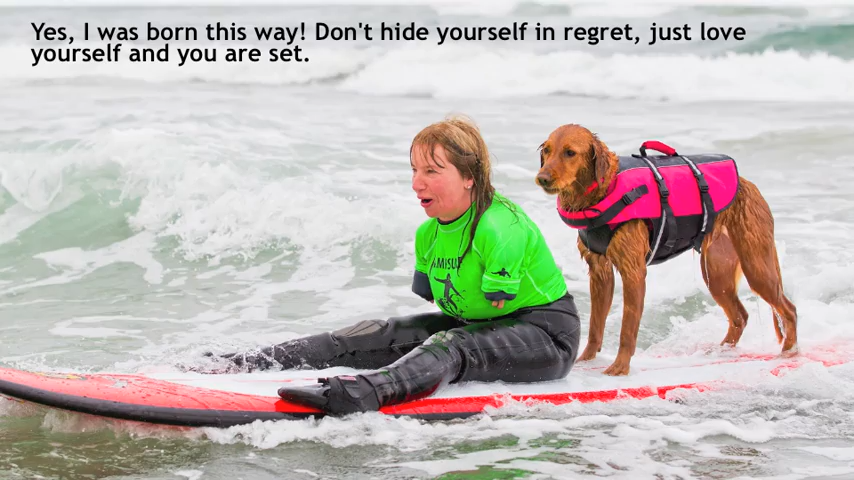 Yes, I was born this way! Don't hide yourself in regret, just love
yourself and you are set.